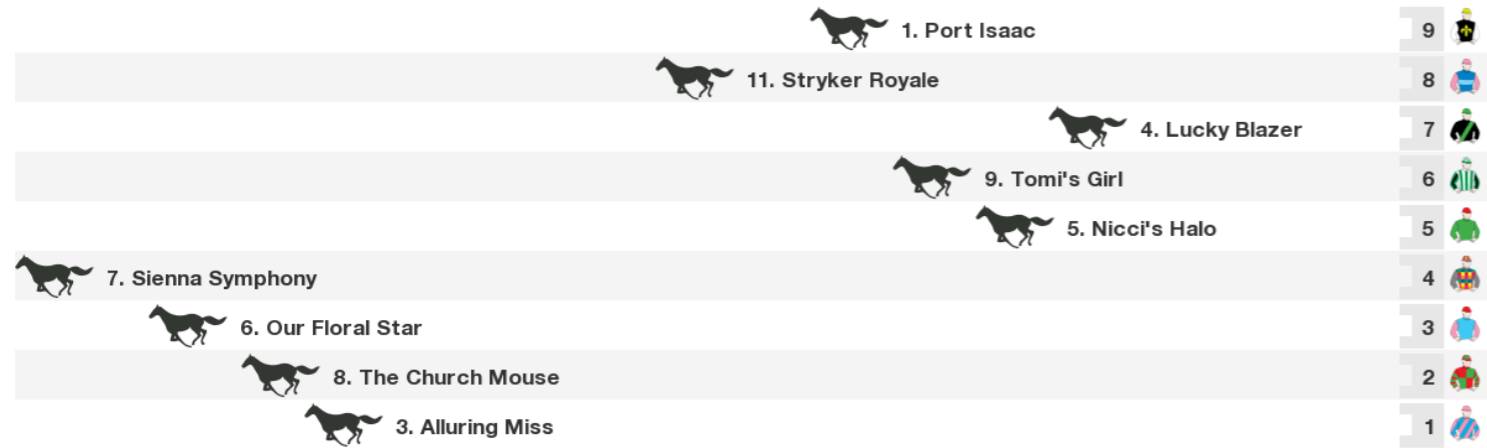 1. Port Isaac 9
11. Stryker Royale 8
4. Lucky Blazer 7
9. Tomi's Girl 6
5. Nicci's Halo 5
7. Sienna Symphony 4
6. Our Floral Star 3
8. The Church Mouse 2
3. Alluring Miss 1